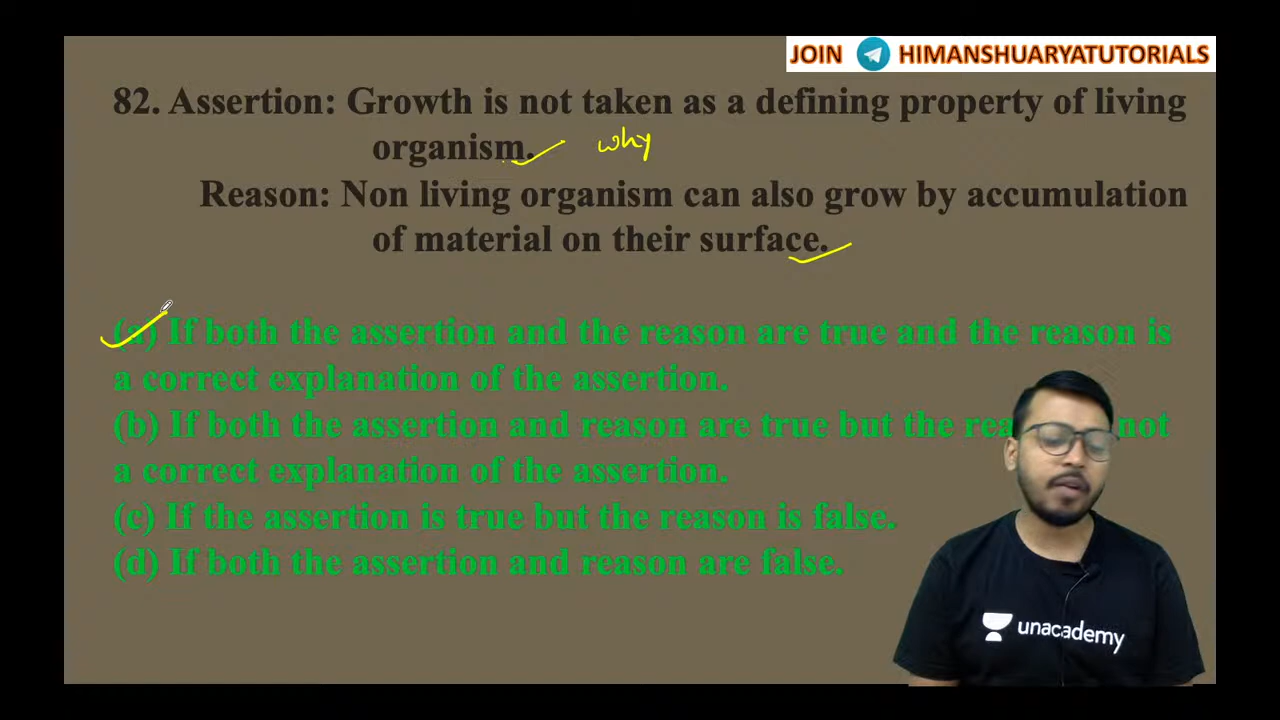 JOIN HIMANSHUARYATUTORIALS
82. Assertion: Growth is not taken as a defining property of living
organism. why
Reason: Non living organism can also grow by accumulation
of material on their surface.
(a) If both the assertion and the reason are true and the reason is
a correct explanation of the assertion.
(b) If both the assertion and reason are true but the rea not
a correct explanation of the assertion.
(c) If the assertion is true but the reason is false.
(d) If both the assertion and reason are false.
unacademy